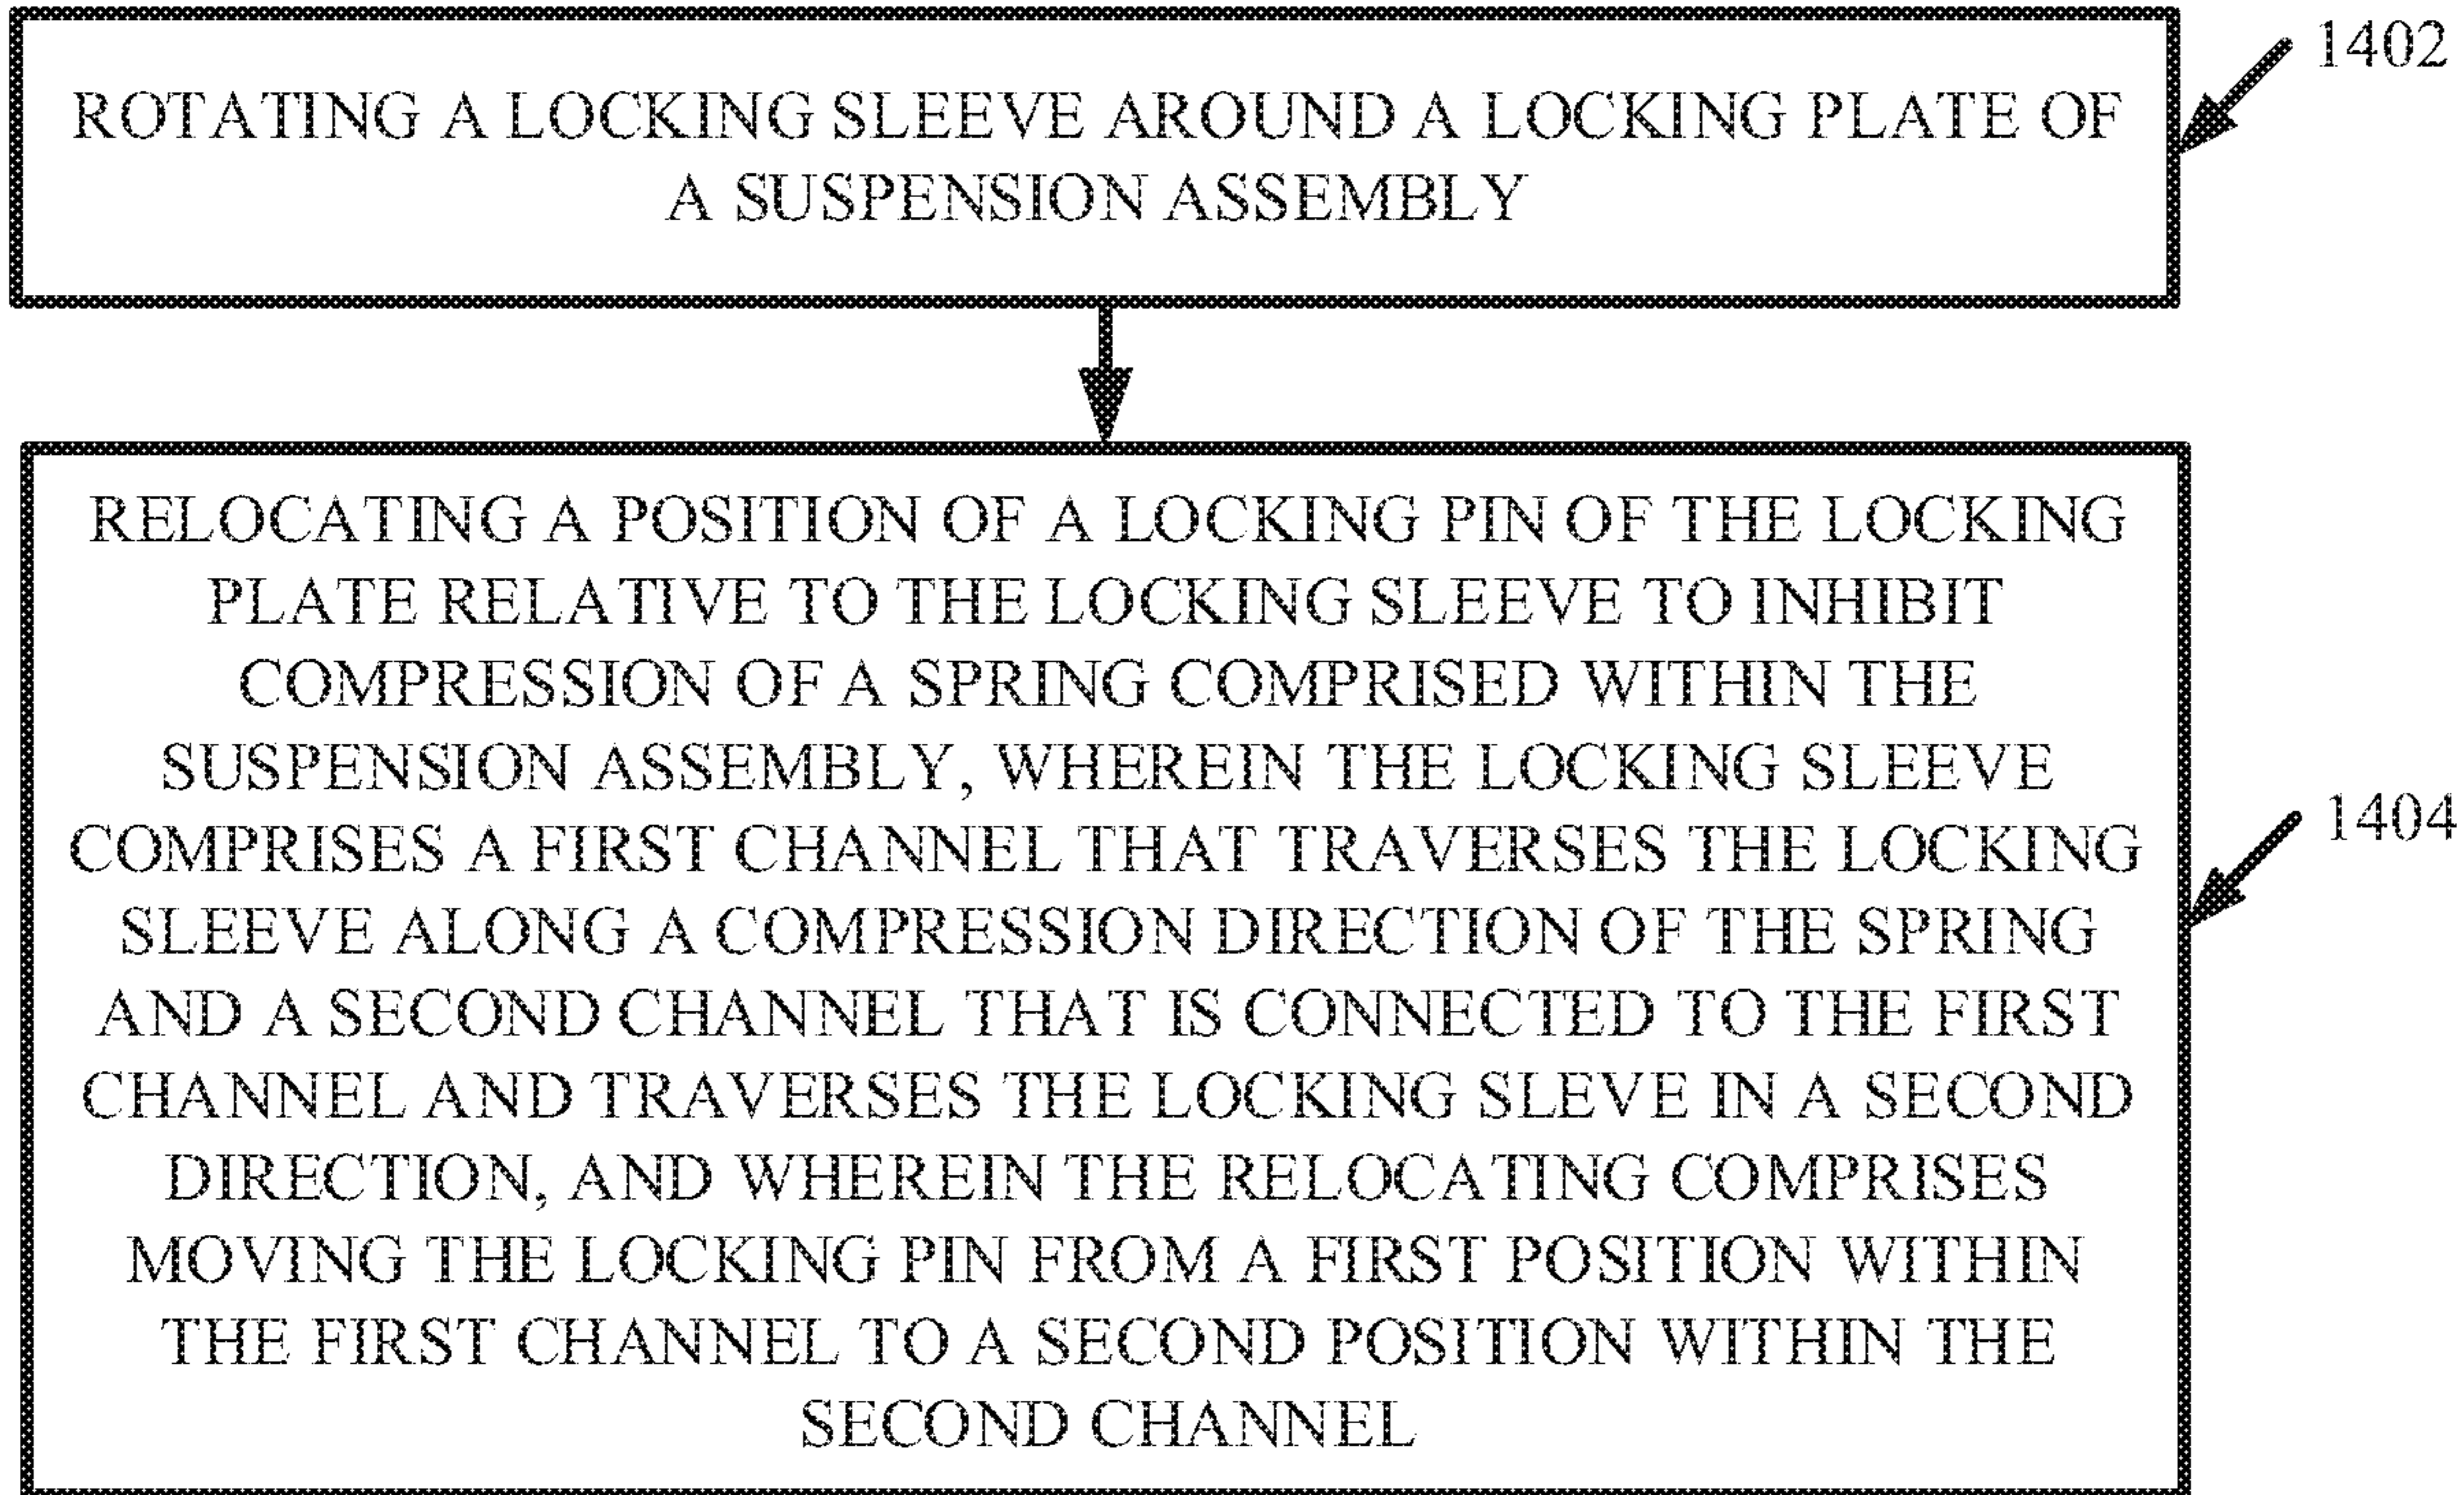 ROTATING A LOCKING SLEEVE AROUND A LOCKING PLATE OF
A SUSPENSION ASSEMBLY
1402
RELOCATING A POSITION OF A LOCKING PIN OF THE LOCKING
PLATE RELATIVE TO THE LOCKING SLEEVE TO INHIBIT
COMPRESSION OF A SPRING COMPRISED WITHIN THE
SUSPENSION ASSEMBLY, WHEREIN THE LOCKING SLEEVE
COMPRISES A FIRST CHANNEL THAT TRAVERSES THE LOCKING
SLEEVE ALONG A COMPRESSION DIRECTION OF THE SPRING
AND A SECOND CHANNEL THAT IS CONNECTED TO THE FIRST
CHANNEL AND TRAVERSES THE LOCKING SLEVE IN A SECOND
DIRECTION, AND WHEREIN THE RELOCATING COMPRISES
MOVING THE LOCKING PIN FROM A FIRST POSITION WITHIN
THE FIRST CHANNEL TO A SECOND POSITION WITHIN THE
SECOND CHANNEL
1404